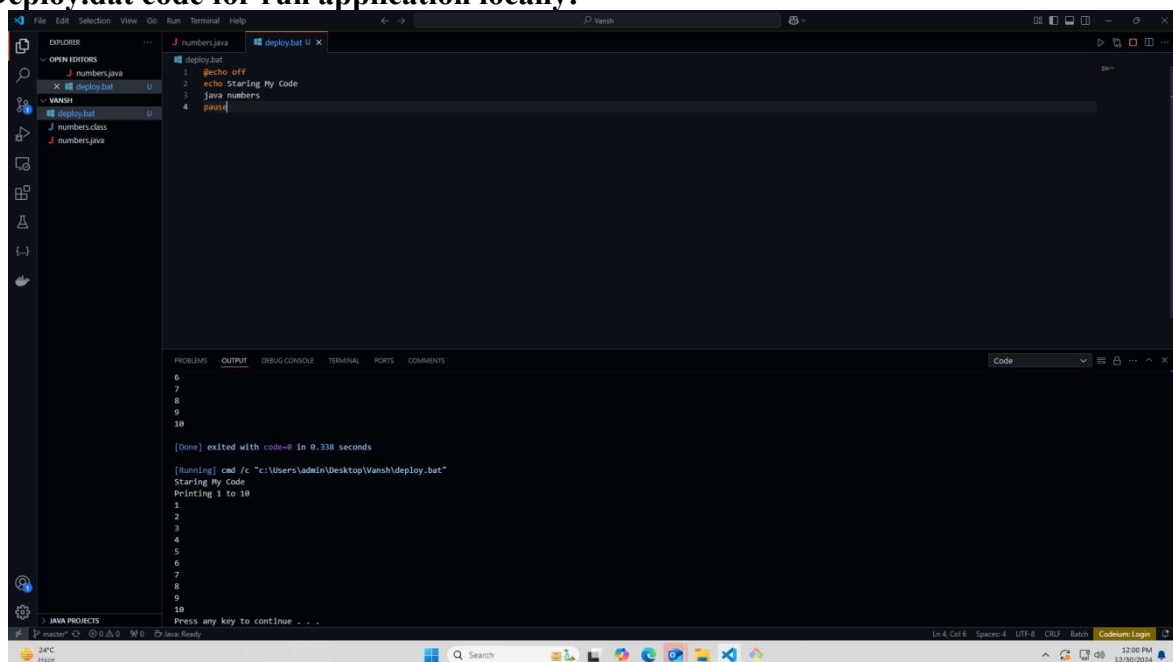 Deploy.bat code for run application locally:
File Edit Selection View Go Run Terminal Help
Vansh
EXPLORER
numbers.java
deploy.bat U
OPEN EDITORS
deploy.bat
numbers.java
1 @echo off
deploy.bat U
2 echo Staring My Code
VANSH
3 java numbers
deploy.bat U
4 pause
numbers.class
numbers.java
PROBLEMS OUTPUT DEBUG CONSOLE TERMINAL PORTS COMMENTS
Code
6
7
8
9
10
[Done] exited with code=0 in 0.338 seconds
[Running] cmd /c "c:\Users\admin\Desktop\Vansh\deploy.bat"
Staring My Code
Printing 1 to 10
1
2
3
4
5
6
7
8
9
10
JAVA PROJECTS
Press any key to continue . . .
master* 0 0 0 Java: Ready
Ln 4, Col 6 Spaces: 4 UTF-8 CRLF Batch Codeium: Login
24°C
Haze
Search
12:00 PM
12/30/2024